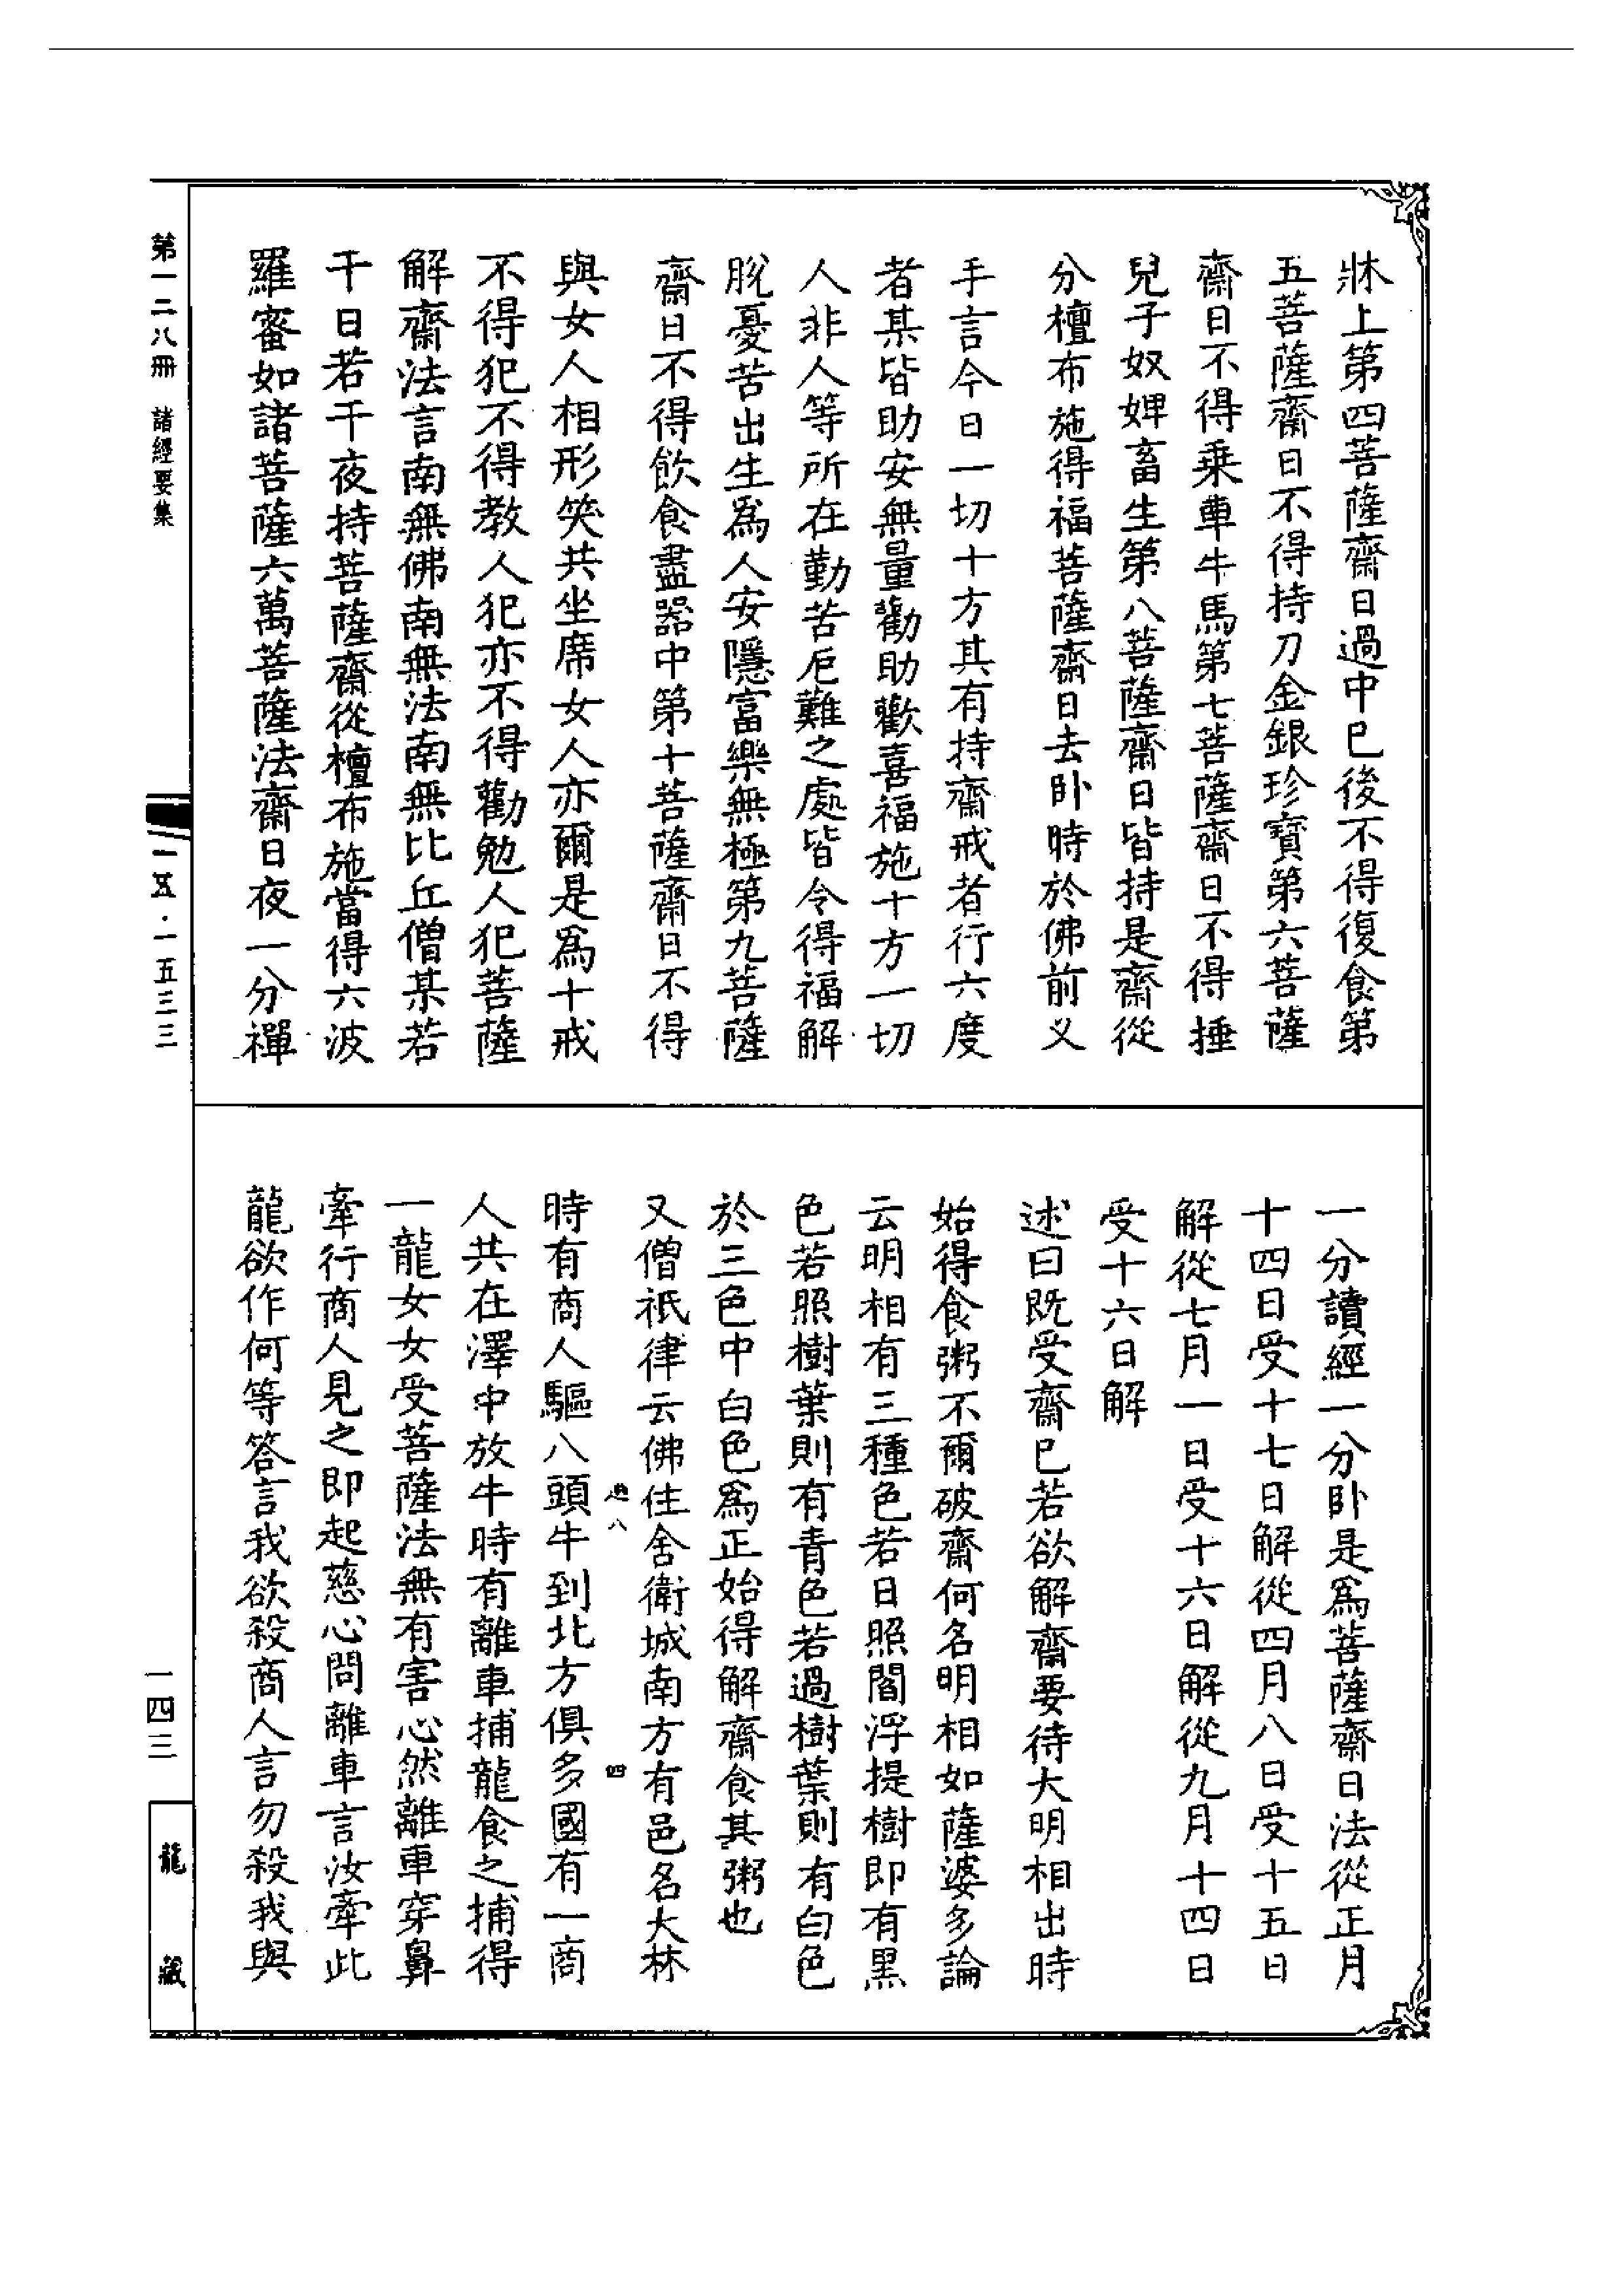 牀上第四菩薩齋日過中已後不得復食第
五菩薩齋日不得持刀金銀珍寶第六菩薩
齋日不得乗車牛馬第七菩薩齋日不得捶
兒子奴婢畜生第八菩薩齋日皆持是齋從
分檀布施得福菩薩齋日去卧時於佛前义
手言今日一切十方其有持齋戒者行六度
者某皆助安無量勸助歡喜福施十方一切
人非人等所在勤苦厄難之處皆令得福解
脫憂苦出生爲人安隱富樂無極第九菩薩
齋日不得飲食盡器中第十菩薩齋日不得
與女人相形笑共坐席女人亦爾是爲十戒
不得犯不得教人犯亦不得勸勉人犯菩薩
解齋法言南無佛南無法南無比丘僧某若
干日若干夜持菩薩齋從檀布施當得六波
羅蜜如諸菩薩六萬菩薩法齋日夜一分禪
一分讀經一分卧是爲菩薩齋日法從正月
十四日受十七日解從四月八日受十五日
解從七月一日受十六日解從九月十四日
受十六日解
述曰既受齋已若欲解齋要待大明相出時
始得食粥不爾破齋何名明相如薩婆多論
云明相有三種色若日照閻浮提樹即有黑
色若照樹葉則有青色若過樹葉則有白色
於三色中白色爲正始得解齋食其粥也
又僧祇律云佛住舍衛城南方有邑名大林
八
四
時有商人驅八頭牛到北方俱多國有一商
人共在澤中放牛時有離車捕龍食之捕得
一龍女女受菩薩法無有害心然離車穿鼻
牽行商人見之即起慈心問離車言汝牽此
龍欲作何等答言我欲殺商人言勿殺我與
第一二八冊 諸經要集
一五·一五三三
一四三
龍藏